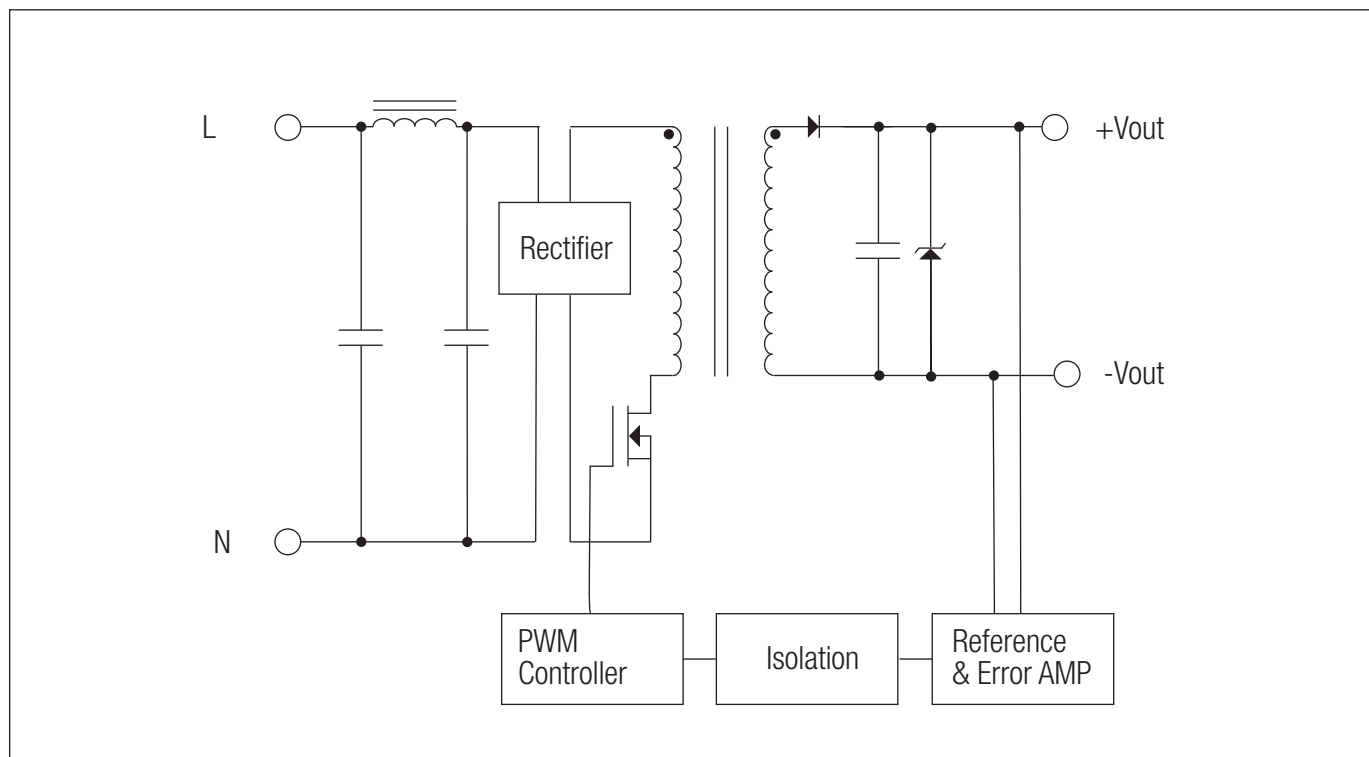 L
+Vout
Rectifier
-Vout
N
PWM
Controller
Isolation
Reference
& Error AMP